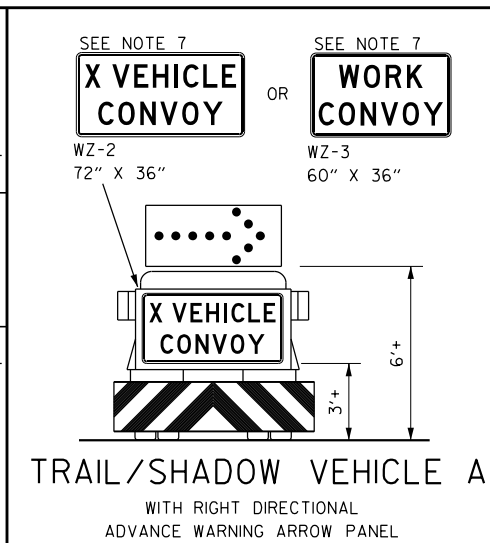 SEE NOTE 7
X VEHICLE
CONVOY
WZ-2
72" X 36"
OR
SEE NOTE 7
WORK
CONVOY
WZ-3
60" X 36"
X VEHICLE
CONVOY
3'+
6'+
TRAIL/SHADOW VEHICLE A
WITH RIGHT DIRECTIONAL
ADVANCE WARNING ARROW PANEL